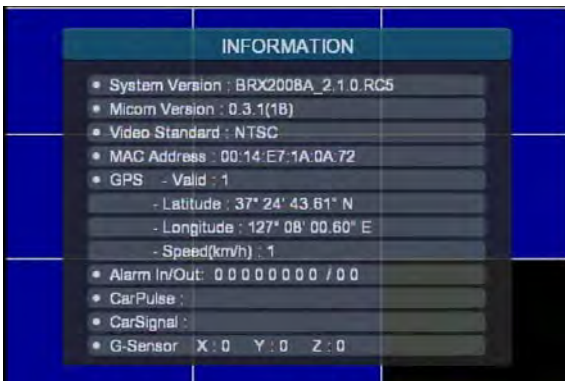 INFORMATION
System Version : BRX2008A_2.1.0.RC5
Micom Version : 0.3.1(1B)
Video Standard : NTSC
MAC Address : 00:14:E7:1A:0A:72
GPS - Valid : 1
- Latitude : 37° 24' 43.61" N
- Longitude : 127° 08' 00.60" E
- Speed(km/h) : 1
Alarm In/Out: 0 0 0 0 0 0 0 0 / 0 0
CarPulse :
CarSignal :
G-Sensor X : 0 Y : 0 Z : 0